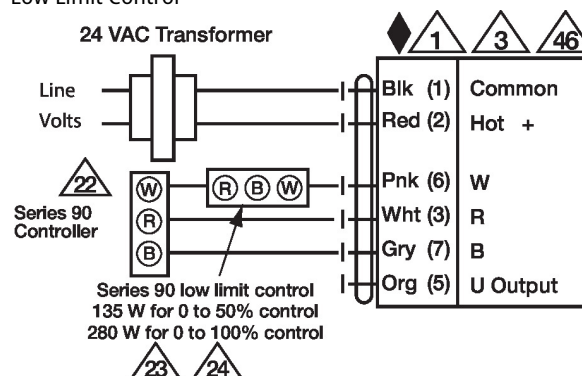 Low Limit Control
24 VAC Transformer
1 3 46
Line
Volts
Blk (1) Common
Red (2) Hot +
22
W R B W Pnk (6) W
Series 90
Controller
R Wht (3) R
B Gry (7) B
Org (5) U Output
Series 90 low limit control
135 W for 0 to 50% control
280 W for 0 to 100% control
23 24